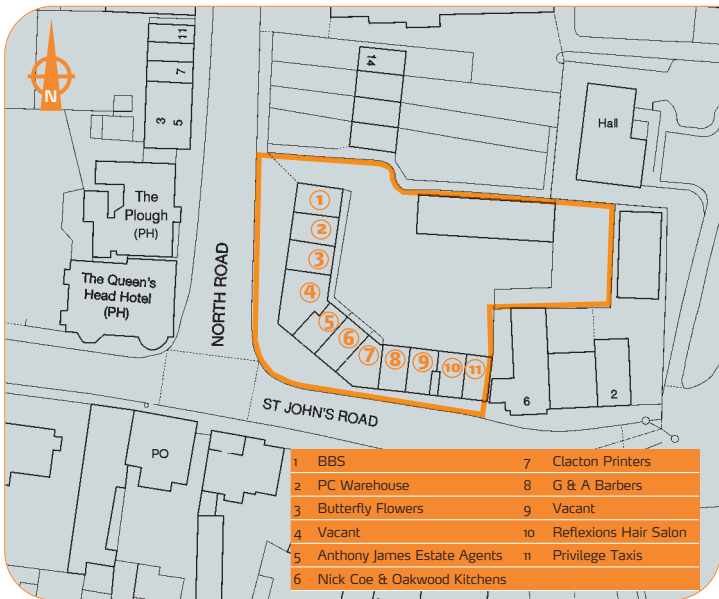 11
7
3
5
14
Hall
N
The
Plough
(PH)
The Queen's
Head Hotel
(PH)
NORTH ROAD
1
2
3
4
5
6
7
8
9
10
11
6
2
ST JOHN'S ROAD
PO
1 BBS
2 PC Warehouse
3 Butterfly Flowers
4 Vacant
5 Anthony James Estate Agents
6 Nick Coe & Oakwood Kitchens
7 Clacton Printers
8 G & A Barbers
9 Vacant
10 Reflexions Hair Salon
11 Privilege Taxis